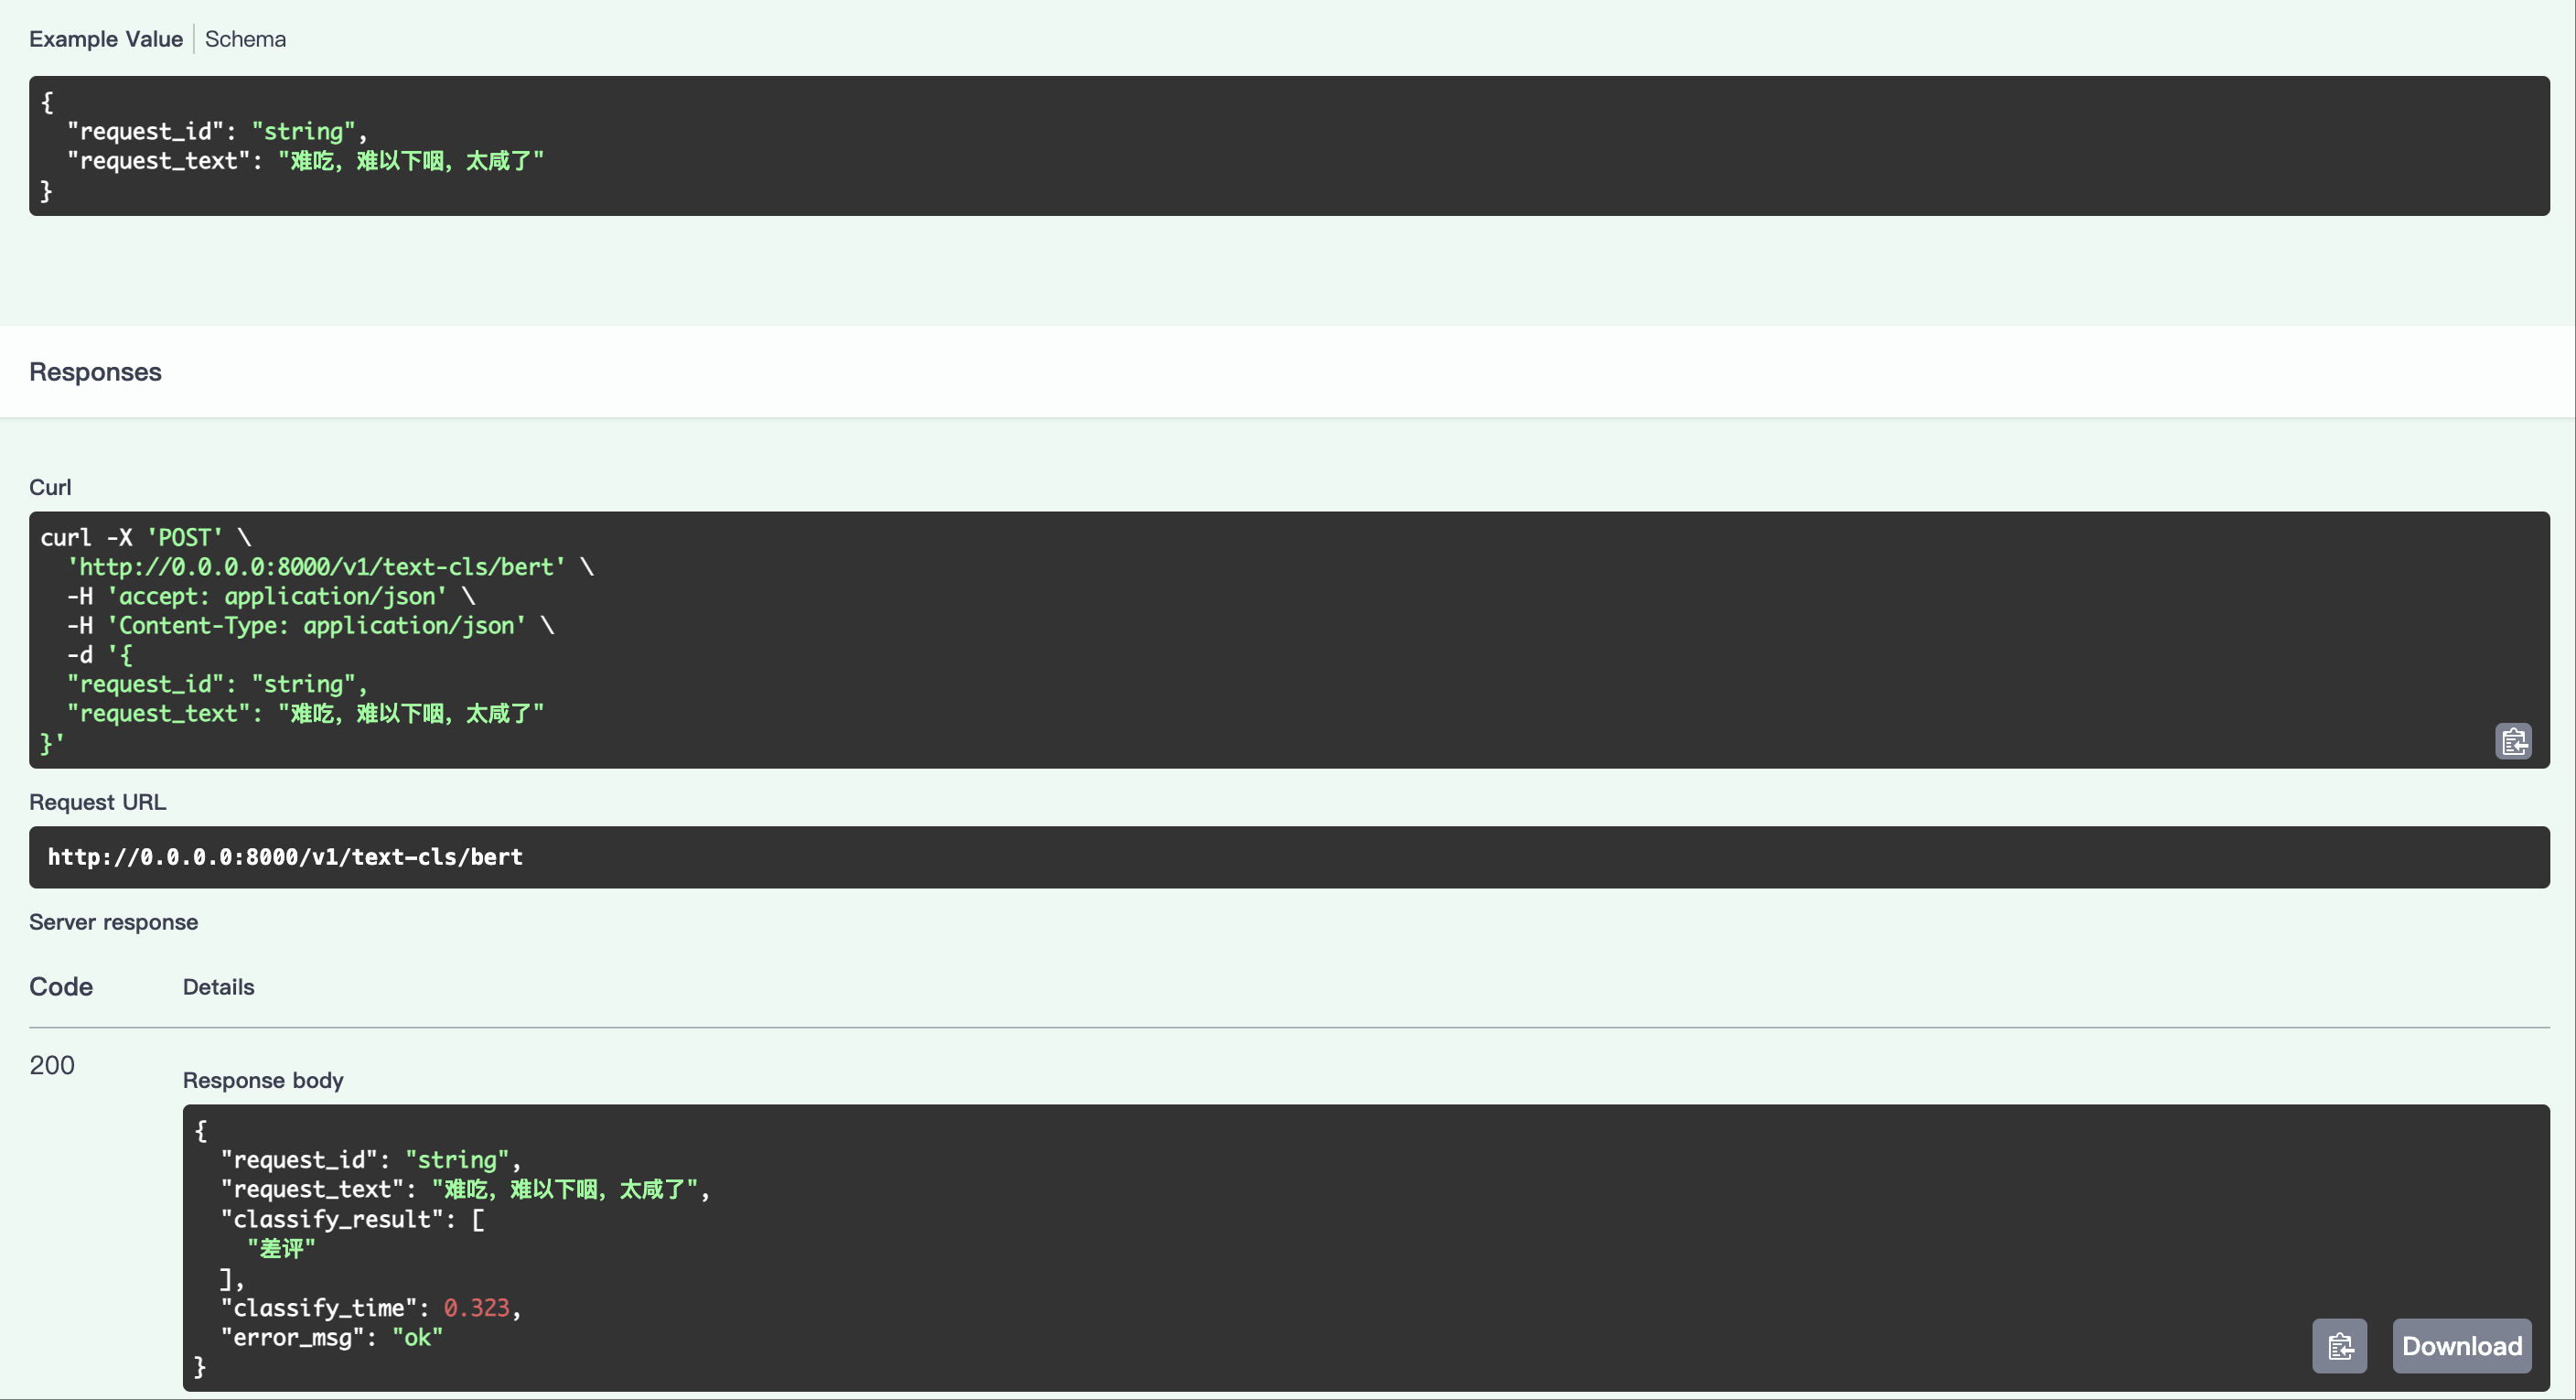 Example Value Schema
{
  "request_id": "string",
  "request_text": "难吃，难以下咽，太咸了"
}
Responses
Curl
curl -X 'POST' \
  'http://0.0.0.0:8000/v1/text-cls/bert' \
  -H 'accept: application/json' \
  -H 'Content-Type: application/json' \
  -d '{
  "request_id": "string",
  "request_text": "难吃，难以下咽，太咸了"
}'
Request URL
http://0.0.0.0:8000/v1/text-cls/bert
Server response
Code Details
200
Response body
{
  "request_id": "string",
  "request_text": "难吃，难以下咽，太咸了",
  "classify_result": [
    "差评"
  ],
  "classify_time": 0.323,
  "error_msg": "ok"
}
Download